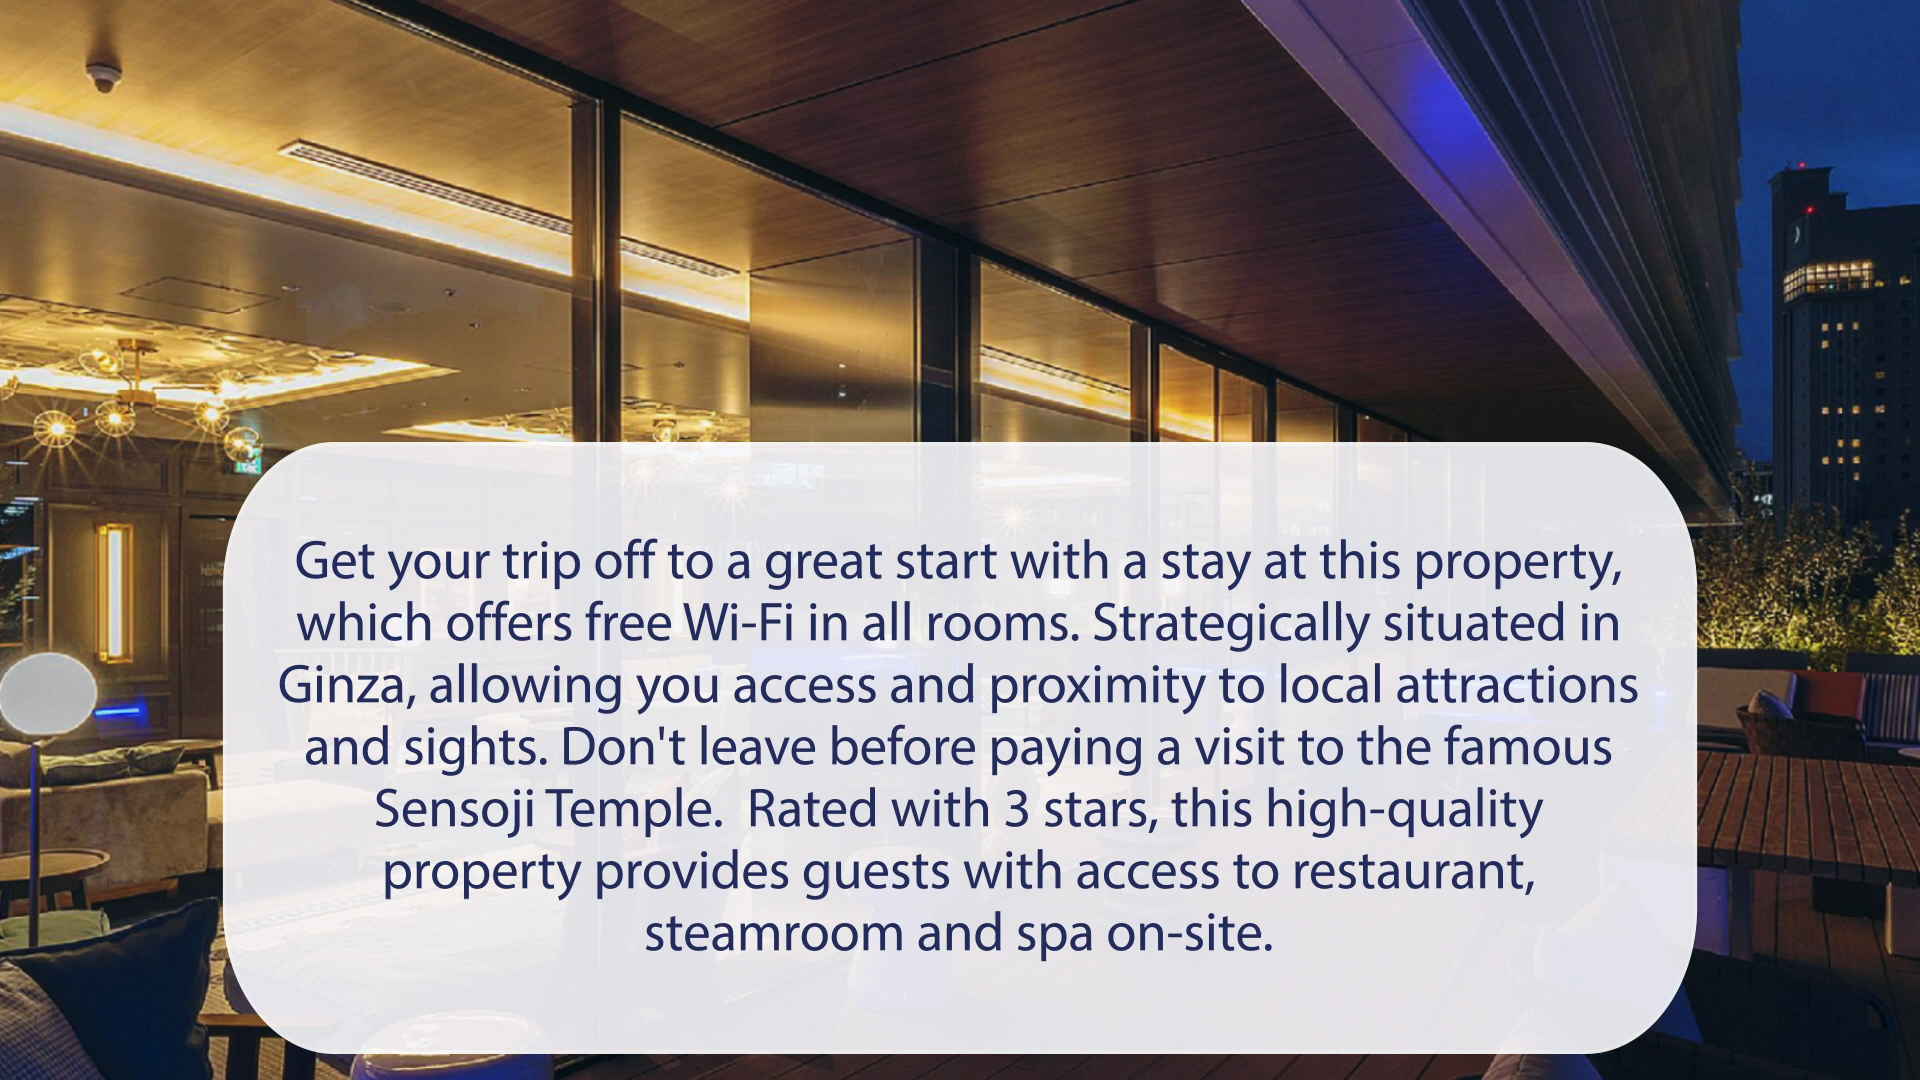 Get your trip off to a great start with a stay at this property,
which offers free Wi-Fi in all rooms. Strategically situated in
Ginza, allowing you access and proximity to local attractions
and sights. Don't leave before paying a visit to the famous
Sensoji Temple.  Rated with 3 stars, this high-quality
property provides guests with access to restaurant,
steamroom and spa on-site.